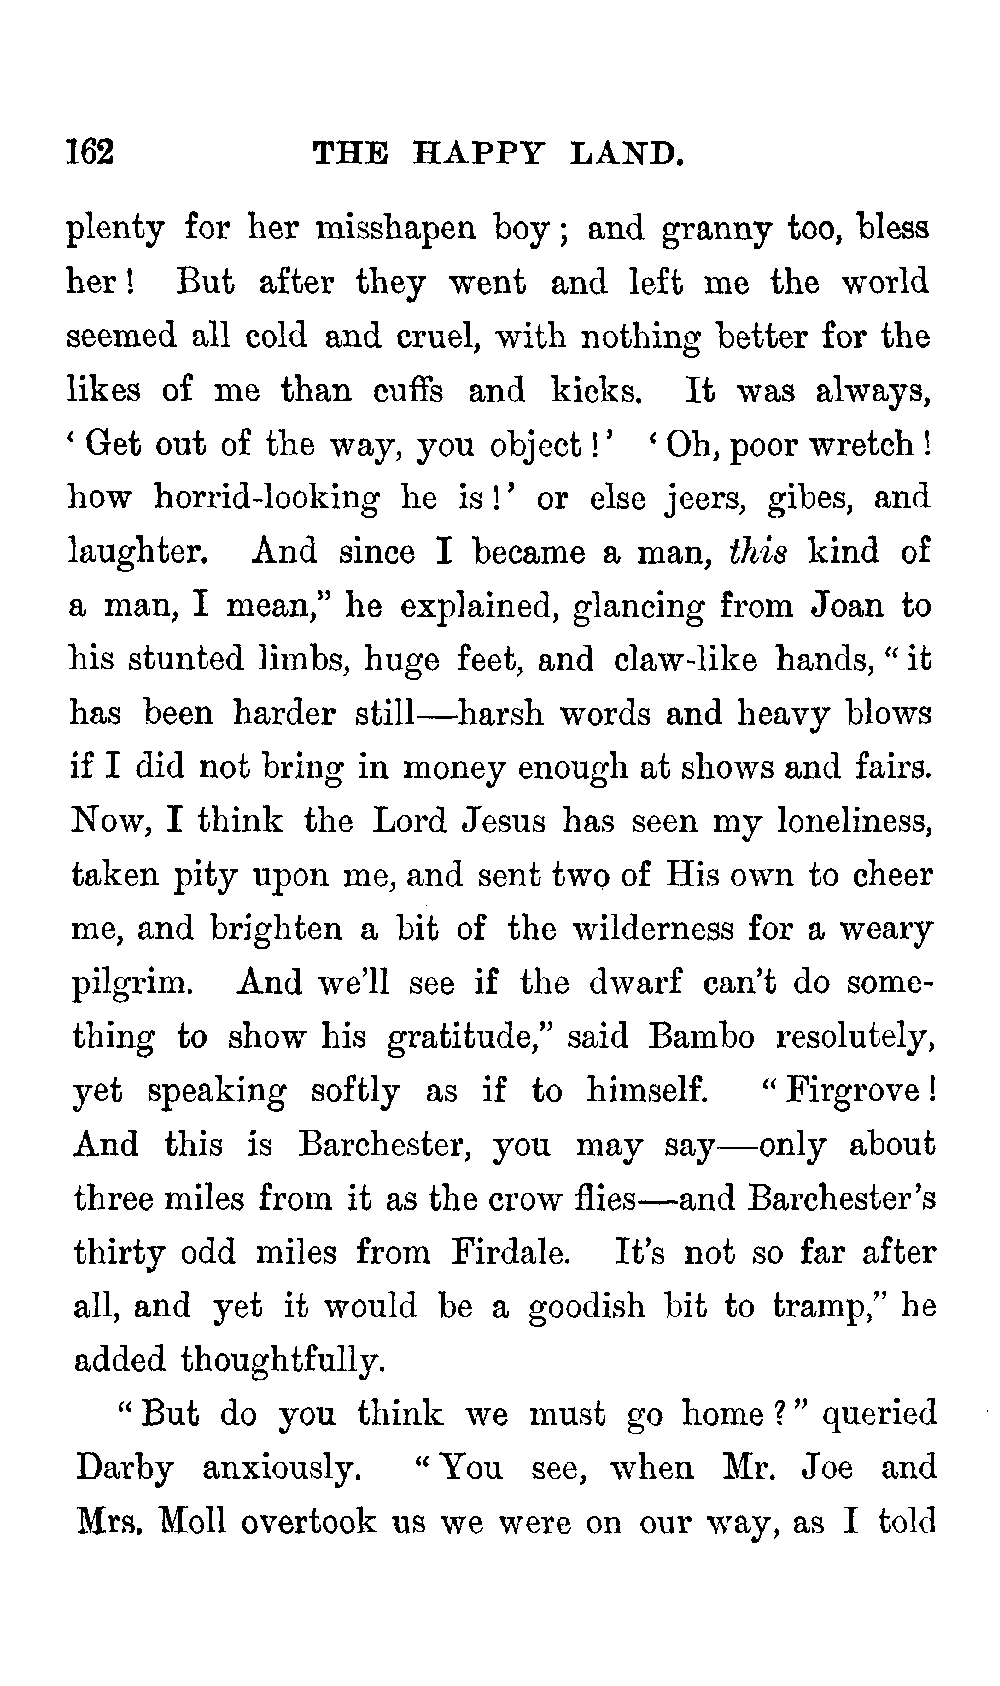 162 THE HAPPY LAND.
plenty for her misshapen boy; and granny too, bless
her! But after they went and left me the world
seemed all cold and cruel, with nothing better for the
likes of me than cuffs and kicks. It was always,
‘Get out of the way, you object!’ ‘Oh, poor wretch!
how horrid-looking he is!’ or else jeers, gibes, and
laughter. And since I became a man, this kind of
a man, I mean,” he explained, glancing from Joan to
his stunted limbs, huge feet, and claw-like hands, “it
has been harder still—harsh words and heavy blows
if I did not bring in money enough at shows and fairs.
Now, I think the Lord Jesus has seen my loneliness,
taken pity upon me, and sent two of His own to cheer
me, and brighten a bit of the wilderness for a weary
pilgrim. And we’ll see if the dwarf can’t do some-
thing to show his gratitude,” said Bambo resolutely,
yet speaking softly as if to himself. “Firgrove!
And this is Barchester, you may say—only about
three miles from it as the crow flies—and Barchester’s
thirty odd miles from Firdale. It’s not so far after
all, and yet it would be a goodish bit to tramp,” he
added thoughtfully.
“But do you think we must go home?” queried
Darby anxiously. “You see, when Mr. Joe and
Mrs. Moll overtook us we were on our way, as I told